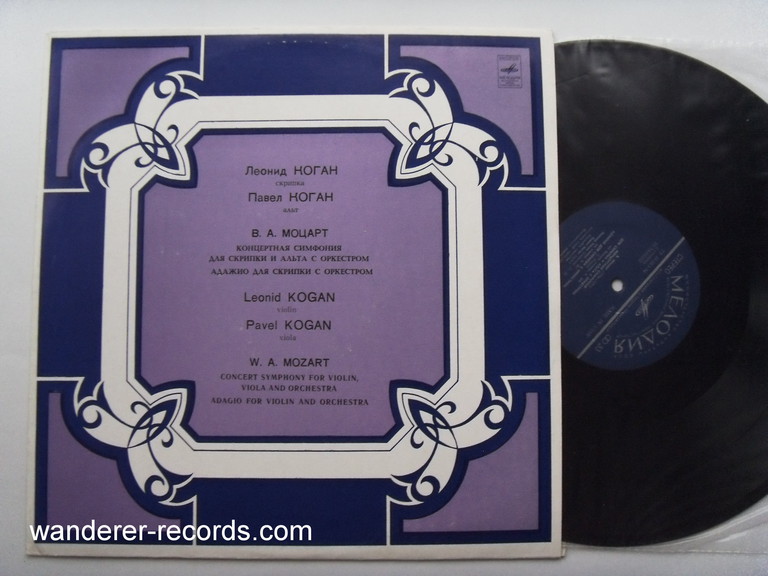 Леонид КОГАН
скрипка
Павел КОГАН
альт
В. А. МОЦАРТ
КОНЦЕРТНАЯ СИМФОНИЯ
ДЛЯ СКРИПКИ И АЛЬТА С ОРКЕСТРОМ
АДАЖИО ДЛЯ СКРИПКИ С ОРКЕСТРОМ
Leonid KOGAN
violin
Pavel KOGAN
viola
W. A. MOZART
CONCERT SYMPHONY FOR VIOLIN,
VIOLA AND ORCHESTRA
ADAGIO FOR VIOLIN AND ORCHESTRA
МЕЛОДИЯ
СТЕРЕО
wanderer-records.com